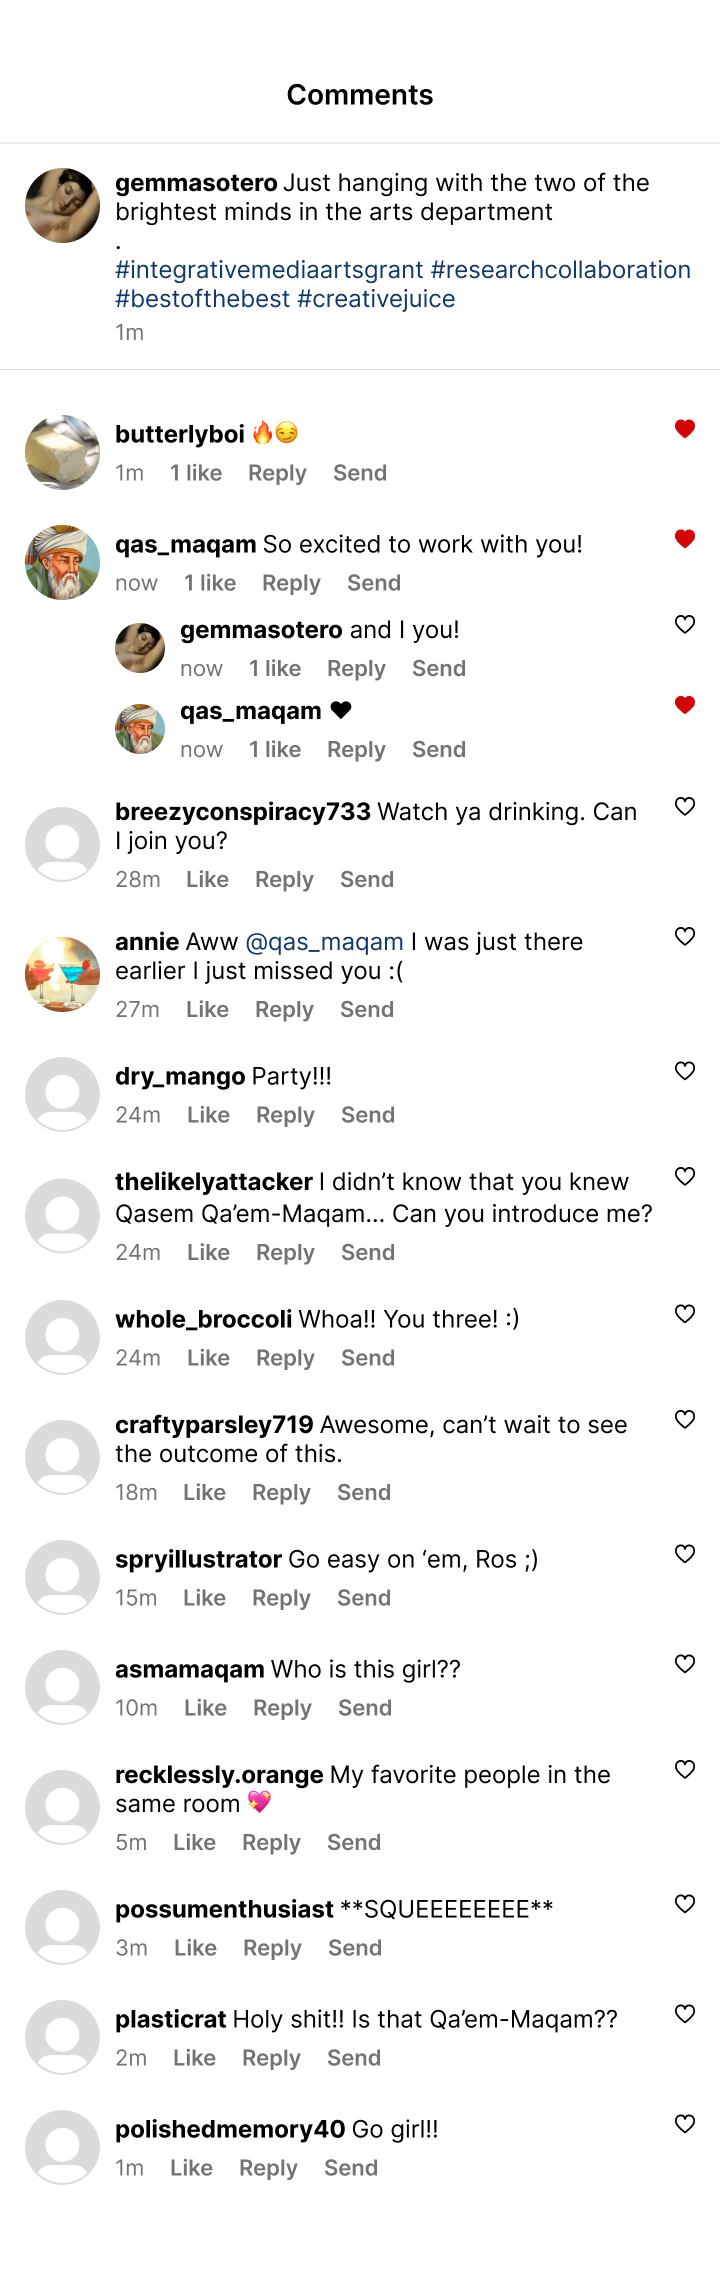 Comments
gemmasotero Just hanging with the two of the
brightest minds in the arts department
.
#integrativemediaartsgrant #researchcollaboration
#bestofthebest #creativejuice
1m
butterlyboi 🔥😏
1m 1 like Reply Send
qas_maqam So excited to work with you!
now 1 like Reply Send
gemmasotero and I you!
now 1 like Reply Send
qas_maqam 🖤
now 1 like Reply Send
breezyconspiracy733 Watch ya drinking. Can
I join you?
28m Like Reply Send
annie Aww @qas_maqam I was just there
earlier I just missed you :(
27m Like Reply Send
dry_mango Party!!!
24m Like Reply Send
thelikelyattacker I didn’t know that you knew
Qasem Qa’em-Maqam... Can you introduce me?
24m Like Reply Send
whole_broccoli Whoa!! You three! :)
24m Like Reply Send
craftyparsley719 Awesome, can’t wait to see
the outcome of this.
18m Like Reply Send
spryillustrator Go easy on ‘em, Ros ;)
15m Like Reply Send
asmamaqam Who is this girl??
10m Like Reply Send
recklessly.orange My favorite people in the
same room 💖
5m Like Reply Send
possumenthusiast **SQUEEEEEEEE**
3m Like Reply Send
plasticrat Holy shit!! Is that Qa’em-Maqam??
2m Like Reply Send
polishedmemory40 Go girl!!
1m Like Reply Send